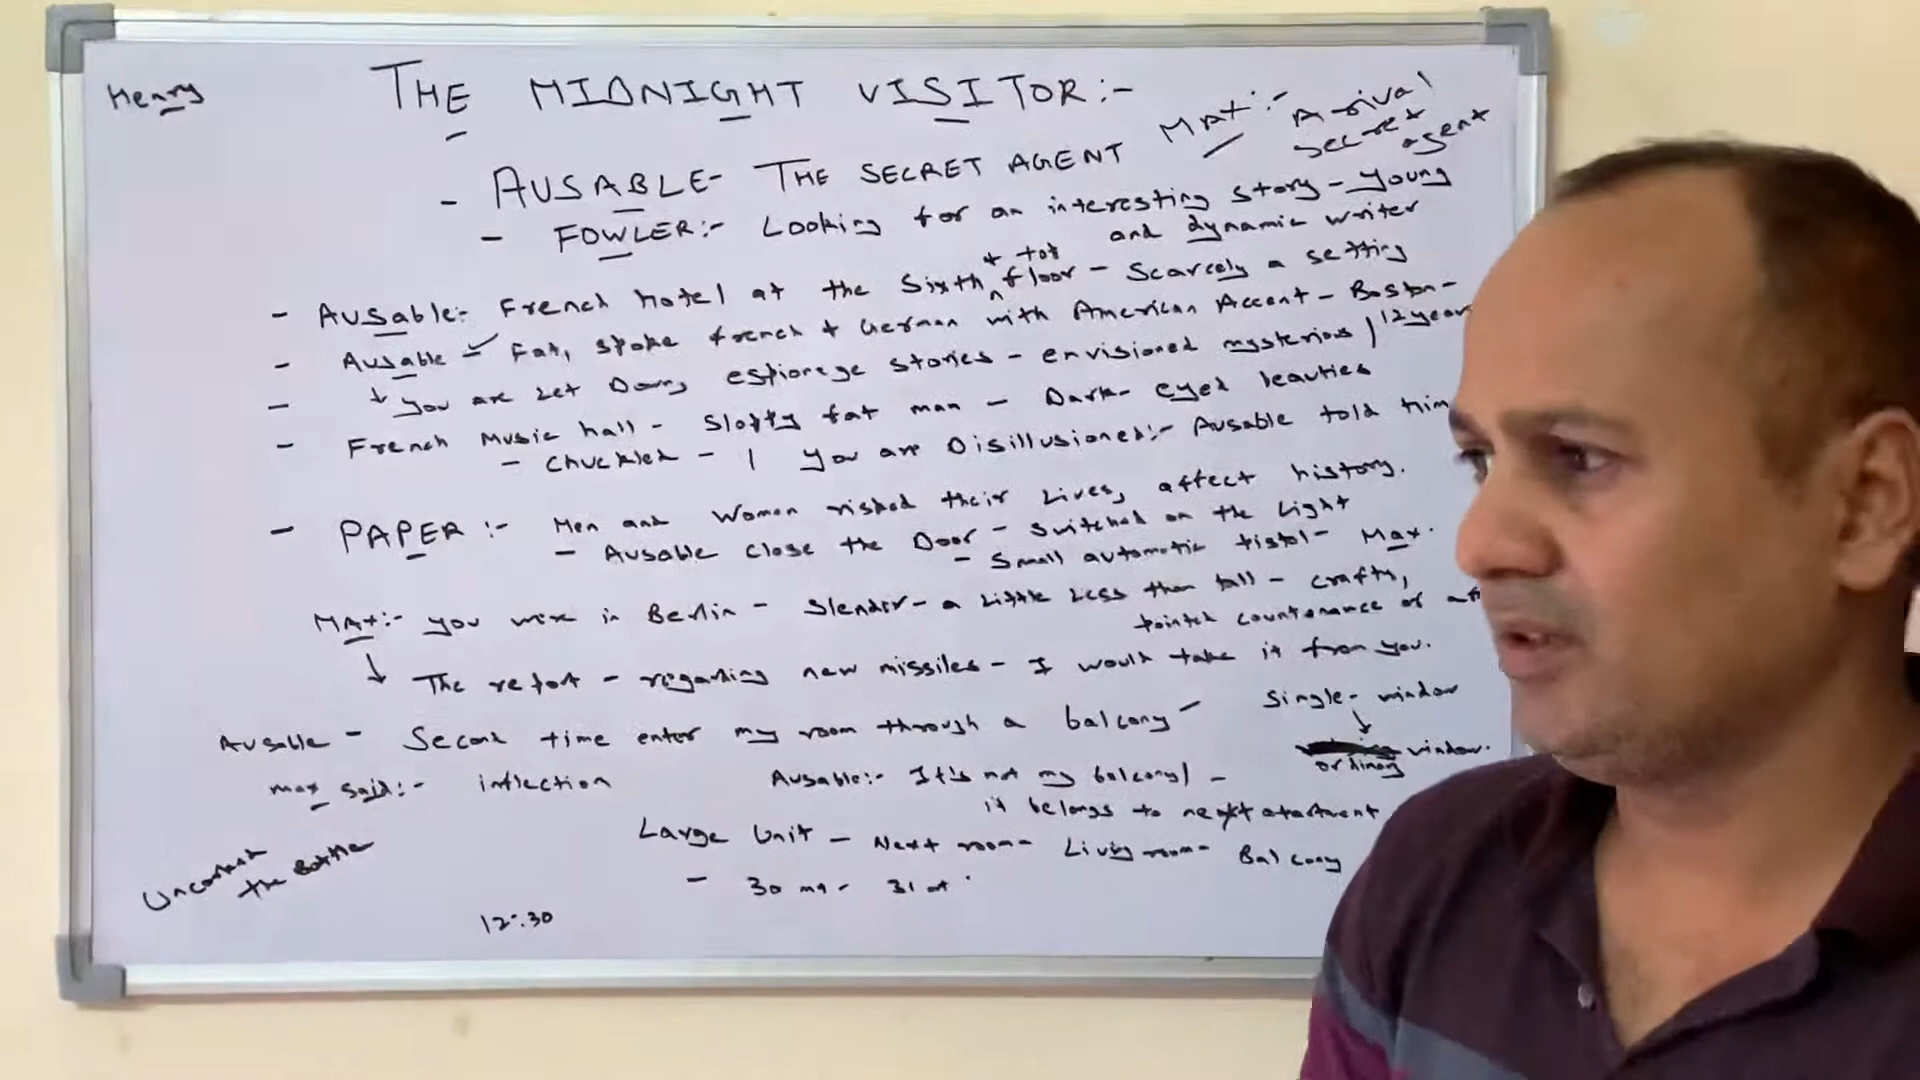 Henry
THE MIDNIGHT VISITOR:-
Max:- Arrival
secret
agent
- AUSABLE- THE SECRET AGENT
- FOWLER:- Looking for an interesting story - young
and dynamic writer
- Ausable:- French hotel at the Sixth + top floor - Scarcely a setting
- Ausable - Fat, spoke french + German with American Accent - Boston -
12 year
- ↓ you are Let Down, espionage stories - envisioned mysterious /
- French Music hall - Sloppy fat man - Dark- eyed beauties
- Chuckled - | you are Disillusioned:- Ausable told him
- PAPER :- Men and Women risked their Lives, affect history.
- Ausable close the Door - switched on the Light
- Small automatic pistol - Max.
Max:- you were in Berlin - Slender - a Little Less than tall - crafty,
pointed countenance of a
↓ The report - regarding new missiles - I would take it from you.
Ausable - Second time enter my room through a balcony -
Single- window
↓
window.
ordinary
Max said:- inflection
Ausable:- It's not my balcony! -
it belongs to next apartment
Large Unit - Next room - Living room - Balcony
- 30 31
the Bottle
12:30